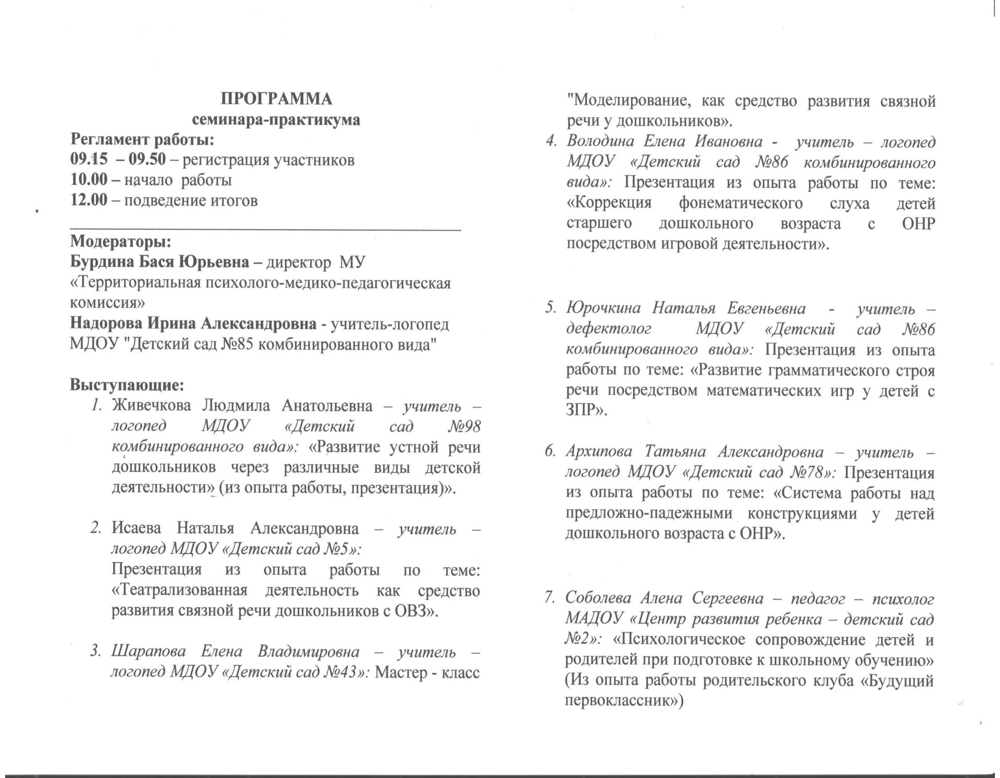 ПРОГРАММА
семинара-практикума
Регламент работы:
09.15 – 09.50 – регистрация участников
10.00 – начало работы
12.00 – подведение итогов
Модераторы:
Бурдина Бася Юрьевна – директор МУ
«Территориальная психолого-медико-педагогическая
комиссия»
Надорова Ирина Александровна - учитель-логопед
МДОУ "Детский сад №85 комбинированного вида"
Выступающие:
1. Живечкова Людмила Анатольевна – учитель –
логопед МДОУ «Детский сад №98
комбинированного вида»: «Развитие устной речи
дошкольников через различные виды детской
деятельности» (из опыта работы, презентация)».
2. Исаева Наталья Александровна – учитель –
логопед МДОУ «Детский сад №5»:
Презентация из опыта работы по теме:
«Театрализованная деятельность как средство
развития связной речи дошкольников с ОВЗ».
3. Шарапова Елена Владимировна – учитель –
логопед МДОУ «Детский сад №43»: Мастер - класс
"Моделирование, как средство развития связной
речи у дошкольников».
4. Володина Елена Ивановна - учитель – логопед
МДОУ «Детский сад №86 комбинированного
вида»: Презентация из опыта работы по теме:
«Коррекция фонематического слуха детей
старшего дошкольного возраста с ОНР
посредством игровой деятельности».
5. Юрочкина Наталья Евгеньевна - учитель –
дефектолог МДОУ «Детский сад №86
комбинированного вида»: Презентация из опыта
работы по теме: «Развитие грамматического строя
речи посредством математических игр у детей с
ЗПР».
6. Архипова Татьяна Александровна – учитель –
логопед МДОУ «Детский сад №78»: Презентация
из опыта работы по теме: «Система работы над
предложно-падежными конструкциями у детей
дошкольного возраста с ОНР».
7. Соболева Алена Сергеевна – педагог – психолог
МАДОУ «Центр развития ребенка – детский сад
№2»: «Психологическое сопровождение детей и
родителей при подготовке к школьному обучению»
(Из опыта работы родительского клуба «Будущий
первоклассник»)